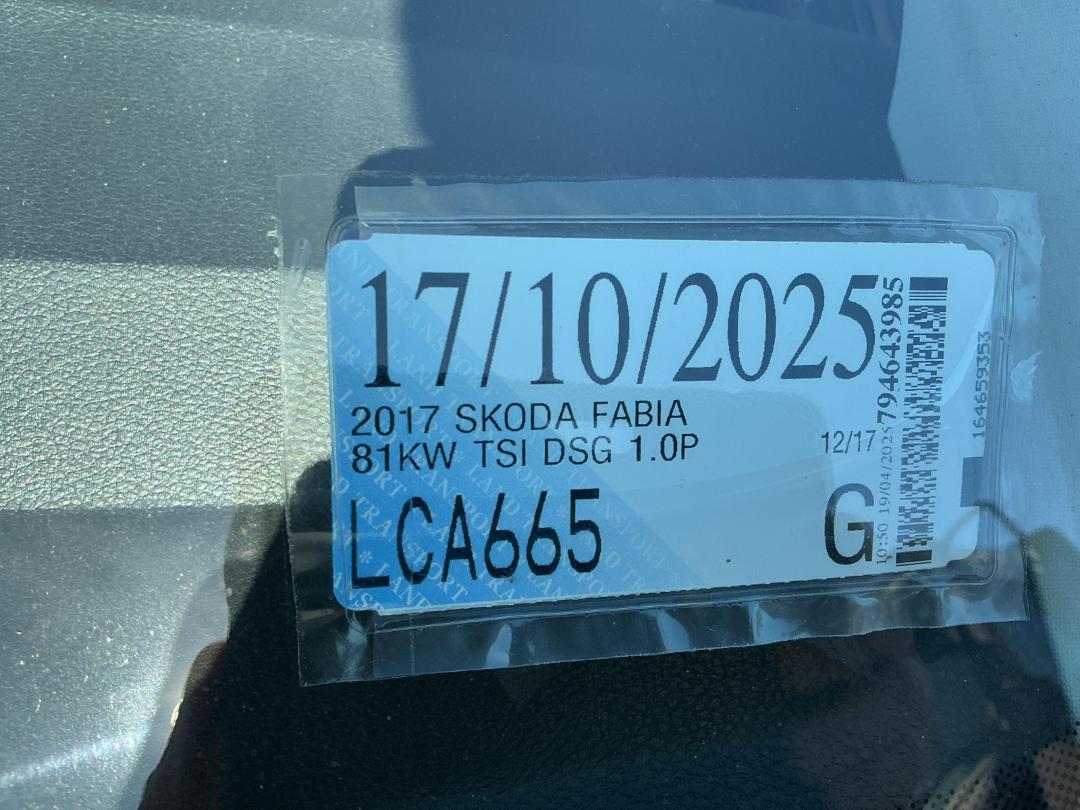 17/10/2025
2017 SKODA FABIA
81KW TSI DSG 1.0P
12/17
LCA665
G
10:50 19/04/2025
794643985
164659353